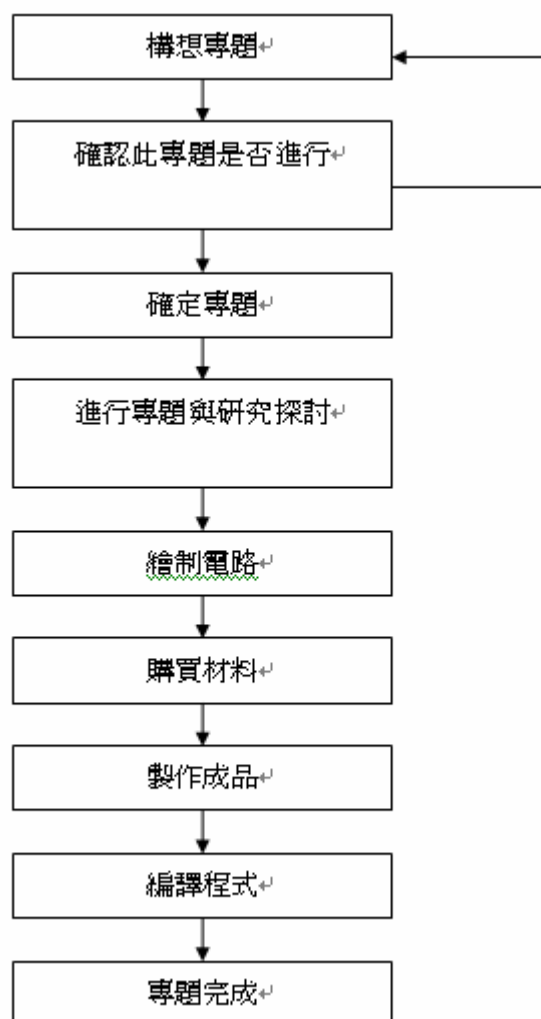 構想專題
確認此專題是否進行
確定專題
進行專題與研究探討
繪制電路
購買材料
製作成品
編譯程式
專題完成